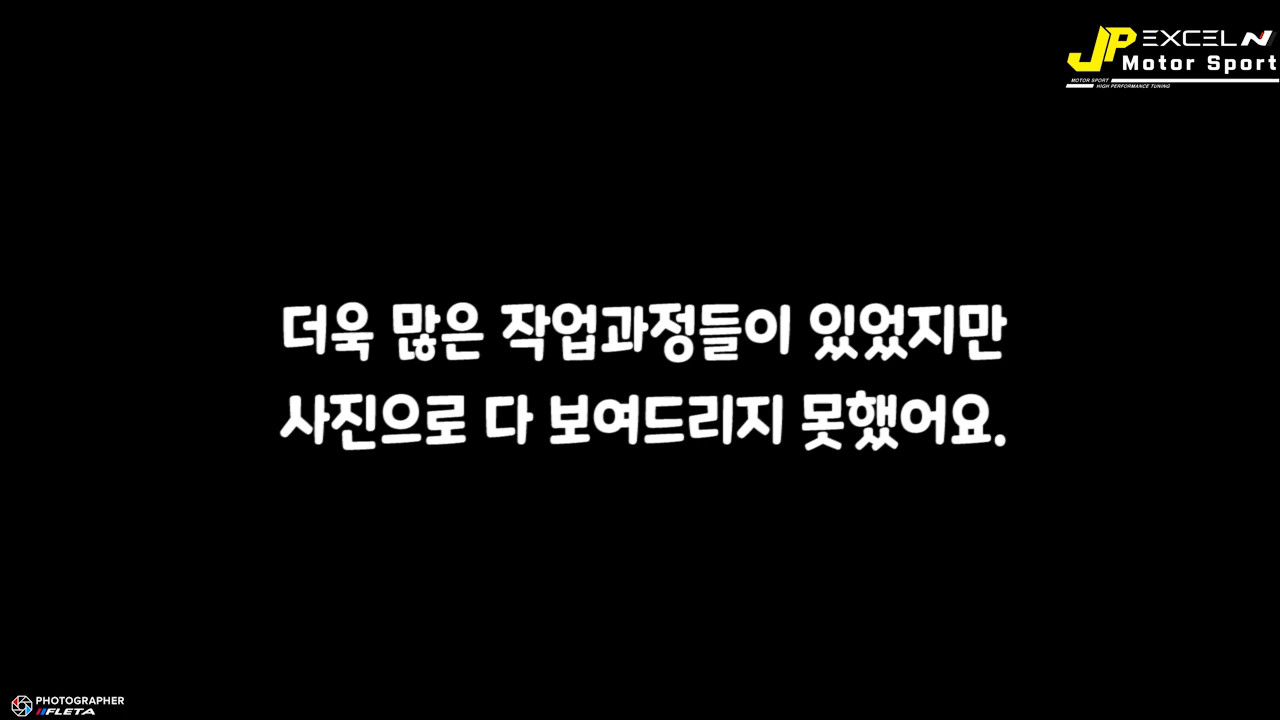 JP EXCEL N
Motor Sport
MOTOR SPORT
HIGH PERFORMANCE TUNING
더욱 많은 작업과정들이 있었지만
사진으로 다 보여드리지 못했어요.
PHOTOGRAPHER
FLETA